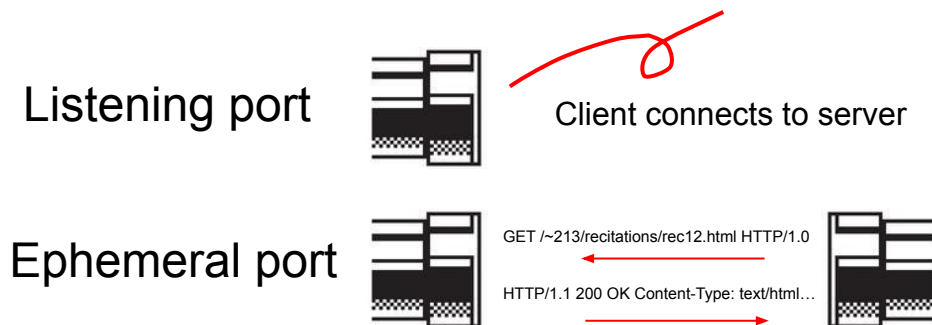 Listening port
Client connects to server
Ephemeral port
GET /~213/recitations/rec12.html HTTP/1.0
HTTP/1.1 200 OK Content-Type: text/html…